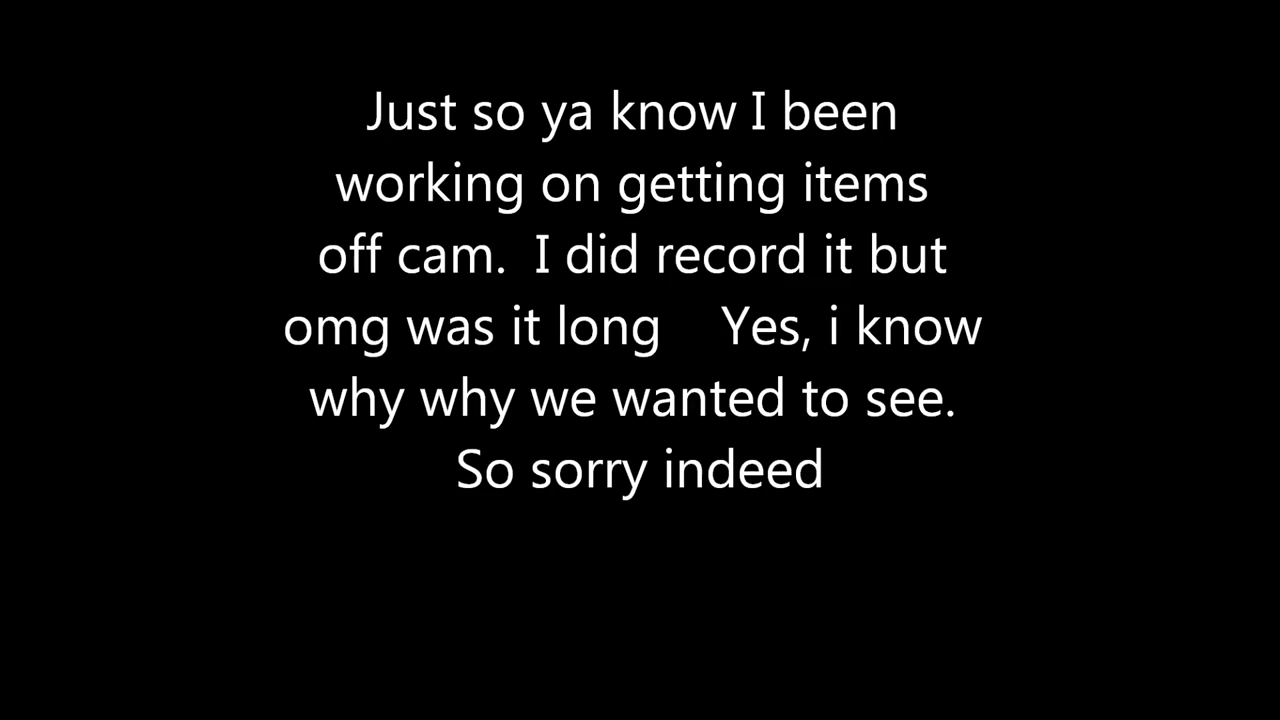 Just so ya know I been
working on getting items
off cam.  I did record it but
omg was it long    Yes, i know
why why we wanted to see.
So sorry indeed